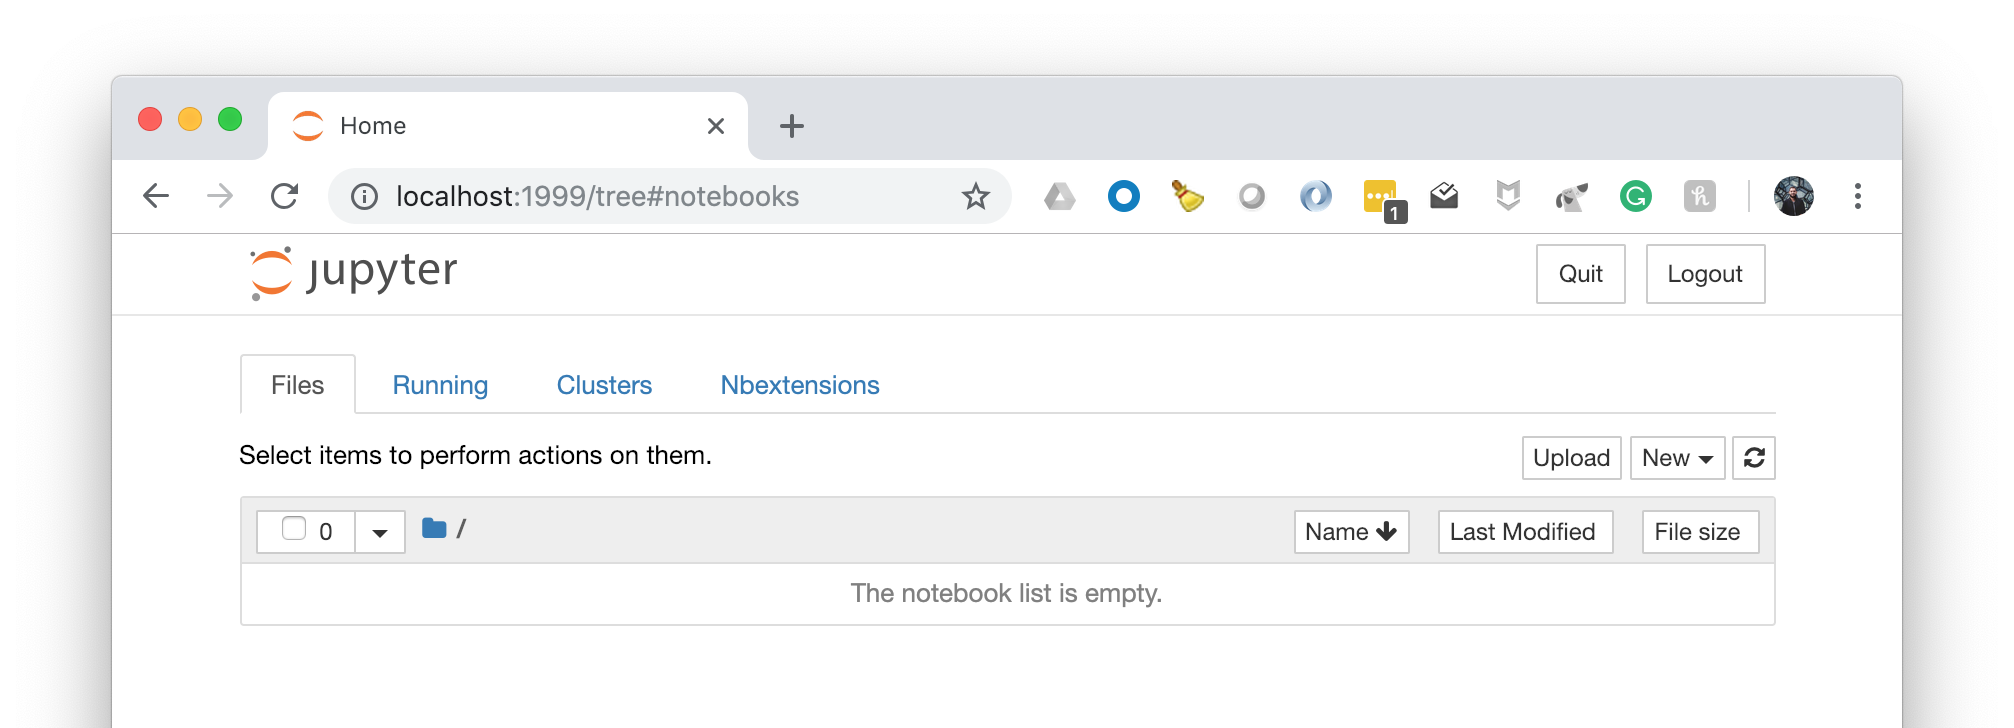 Home
localhost:1999/tree#notebooks
1
jupyter
Quit Logout
Files Running Clusters Nbextensions
Select items to perform actions on them.
Upload New
0 / Name Last Modified File size
The notebook list is empty.